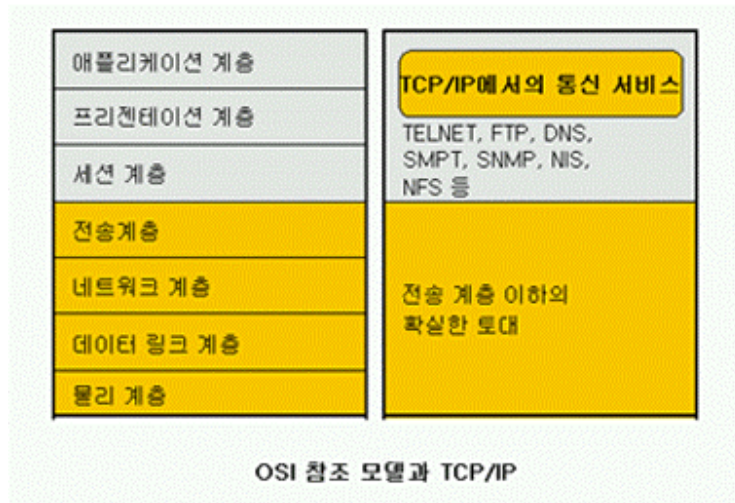 애플리케이션 계층
프리젠테이션 계층
세션 계층
전송계층
네트워크 계층
데이터 링크 계층
물리 계층
TCP/IP에서의 통신 서비스
TELNET, FTP, DNS,
SMPT, SNMP, NIS,
NFS 등
전송 계층 이하의
확실한 토대
OSI 참조 모델과 TCP/IP